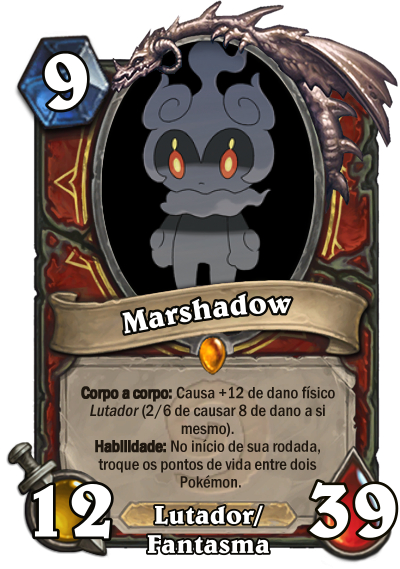 9
Marshadow
Corpo a corpo: Causa +12 de dano físico
Lutador (2/6 de causar 8 de dano a si
mesmo).
Habilidade: No início de sua rodada,
troque os pontos de vida entre dois
Pokémon.
12
Lutador/
Fantasma
39